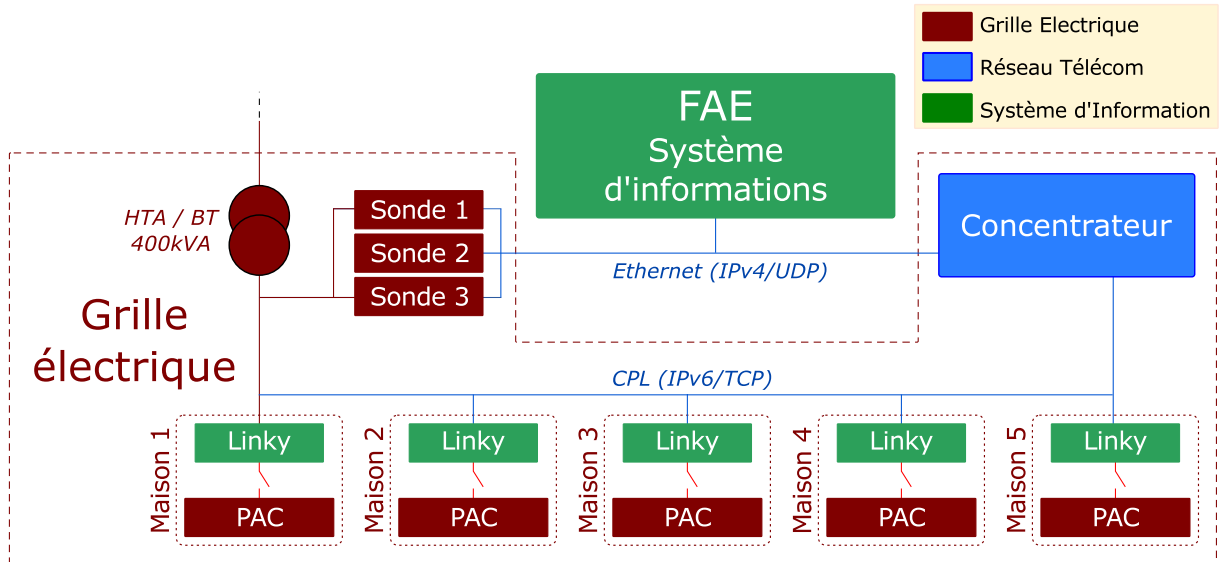 Grille Electrique
Réseau Télécom
Système d'Information
FAE
Système
d'informations
HTA / BT
400kVA
Sonde 1
Sonde 2
Sonde 3
Concentrateur
Ethernet (IPv4/UDP)
Grille
électrique
CPL (IPv6/TCP)
Maison 1
Linky
PAC
Maison 2
Linky
PAC
Maison 3
Linky
PAC
Maison 4
Linky
PAC
Maison 5
Linky
PAC